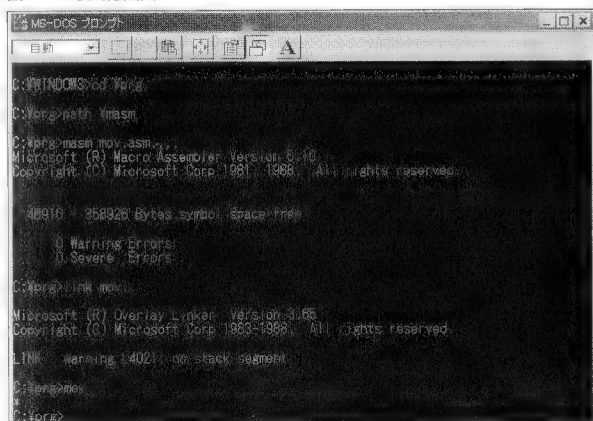 MS-DOS プロンプト
自動
A
C:¥WINDOWS>cd ¥prg
C:¥prg>path ¥masm
C:¥prg>masm mov.asm,,,
Microsoft (R) Macro Assembler Version 5.10
Copyright (C) Microsoft Corp 1981, 1988. All rights reserved.
Bytes symbol space free
0 Warning Errors
0 Severe Errors
C:¥prg>link mov
Microsoft (R) Overlay Linker Version 3.65
Copyright (C) Microsoft Corp 1983-1988. All rights reserved.
LINK : warning L4021: no stack segment
C:¥prg>mov
*
C:¥prg>